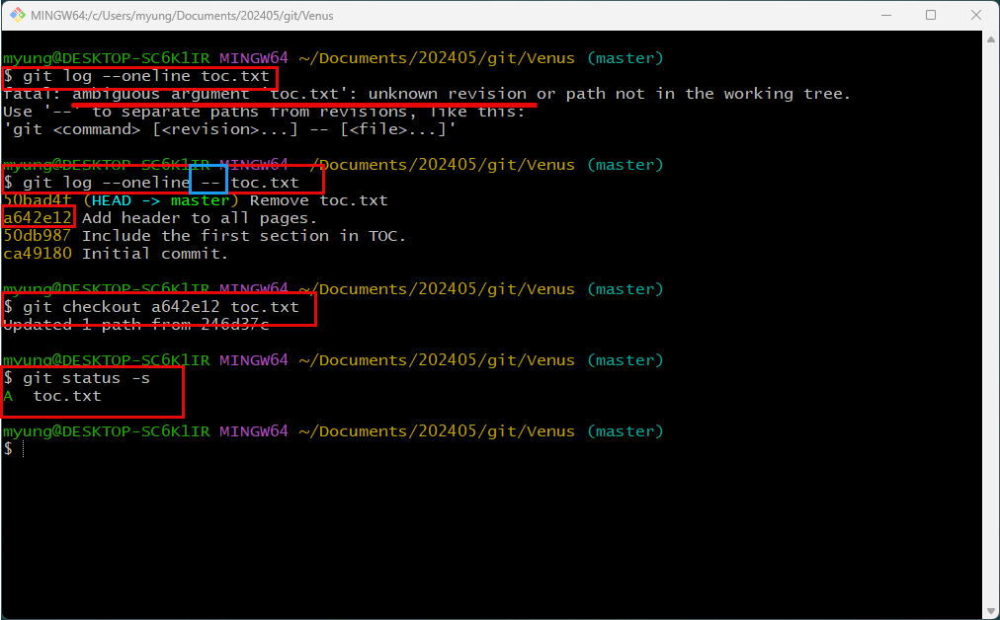 MINGW64:/c/Users/myung/Documents/202405/git/Venus
myung@DESKTOP-SC6K1IR MINGW64 ~/Documents/202405/git/Venus (master)
$ git log --oneline toc.txt
fatal: ambiguous argument 'toc.txt': unknown revision or path not in the working tree.
Use '--' to separate paths from revisions, like this:
'git <command> [<revision>...] -- [<file>...]'
myung@DESKTOP-SC6K1IR MINGW64 ~/Documents/202405/git/Venus (master)
$ git log --oneline -- toc.txt
50bad4f (HEAD -> master) Remove toc.txt
a642e12 Add header to all pages.
50db987 Include the first section in TOC.
ca49180 Initial commit.
myung@DESKTOP-SC6K1IR MINGW64 ~/Documents/202405/git/Venus (master)
$ git checkout a642e12 toc.txt
Updated 1 path from 246d37c
myung@DESKTOP-SC6K1IR MINGW64 ~/Documents/202405/git/Venus (master)
$ git status -s
A  toc.txt
myung@DESKTOP-SC6K1IR MINGW64 ~/Documents/202405/git/Venus (master)
$